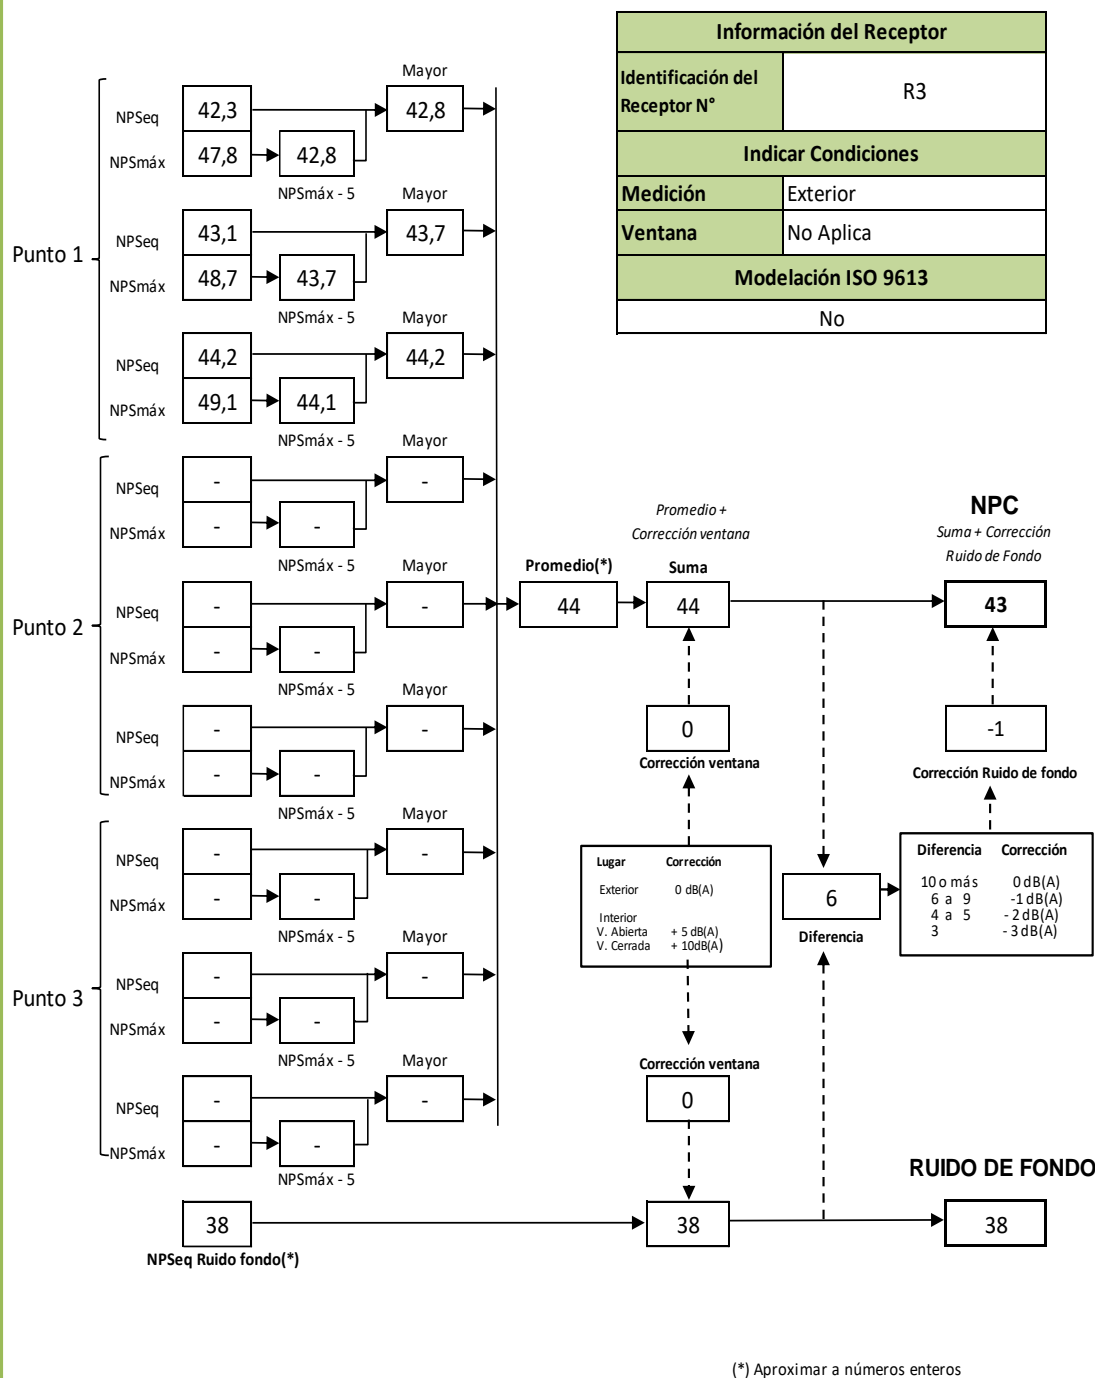 Información del Receptor
Identificación del
Receptor N°
R3
Indicar Condiciones
Medición
Exterior
Ventana
No Aplica
Modelación ISO 9613
No
Punto 1
Mayor
NPSeq
42,3
42,8
NPSmáx
47,8
42,8
NPSmáx - 5
Mayor
NPSeq
43,1
43,7
NPSmáx
48,7
43,7
NPSmáx - 5
Mayor
NPSeq
44,2
44,2
NPSmáx
49,1
44,1
NPSmáx - 5
Punto 2
Mayor
NPSeq
-
-
NPSmáx
-
-
NPSmáx - 5
Mayor
NPSeq
-
-
NPSmáx
-
-
NPSmáx - 5
Mayor
NPSeq
-
-
NPSmáx
-
-
NPSmáx - 5
Punto 3
Mayor
NPSeq
-
-
NPSmáx
-
-
NPSmáx - 5
Mayor
NPSeq
-
-
NPSmáx
-
-
NPSmáx - 5
Mayor
NPSeq
-
-
NPSmáx
-
-
NPSmáx - 5
Promedio(*)
44
Promedio +
Corrección ventana
Suma
44
0
Corrección ventana
Lugar Corrección
Exterior 0 dB(A)
Interior
V. Abierta + 5 dB(A)
V. Cerrada + 10dB(A)
Corrección ventana
0
NPC
Suma + Corrección
Ruido de Fondo
43
-1
Corrección Ruido de fondo
Diferencia Corrección
10 o más 0 dB(A)
6 a 9 -1 dB(A)
4 a 5 - 2 dB(A)
3 - 3 dB(A)
6
Diferencia
RUIDO DE FONDO
38
38
38
NPSeq Ruido fondo(*)
(*) Aproximar a números enteros